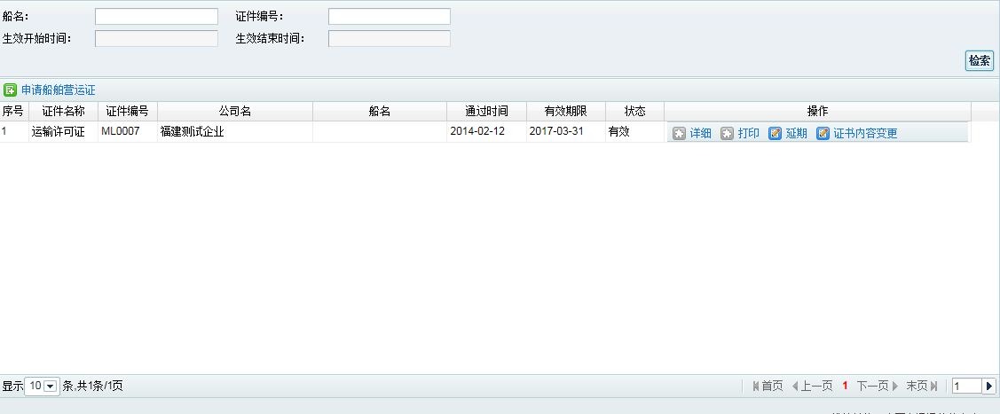 船名： 证件编号：
生效开始时间： 生效结束时间：
检索
申请船舶营运证
序号 证件名称 证件编号 公司名 船名 通过时间 有效期限 状态 操作
1 运输许可证 ML0007 福建测试企业 2014-02-12 2017-03-31 有效 详细 打印 延期 证书内容变更
显示 10 条,共1条/1页 首页 上一页 1 下一页 末页 1